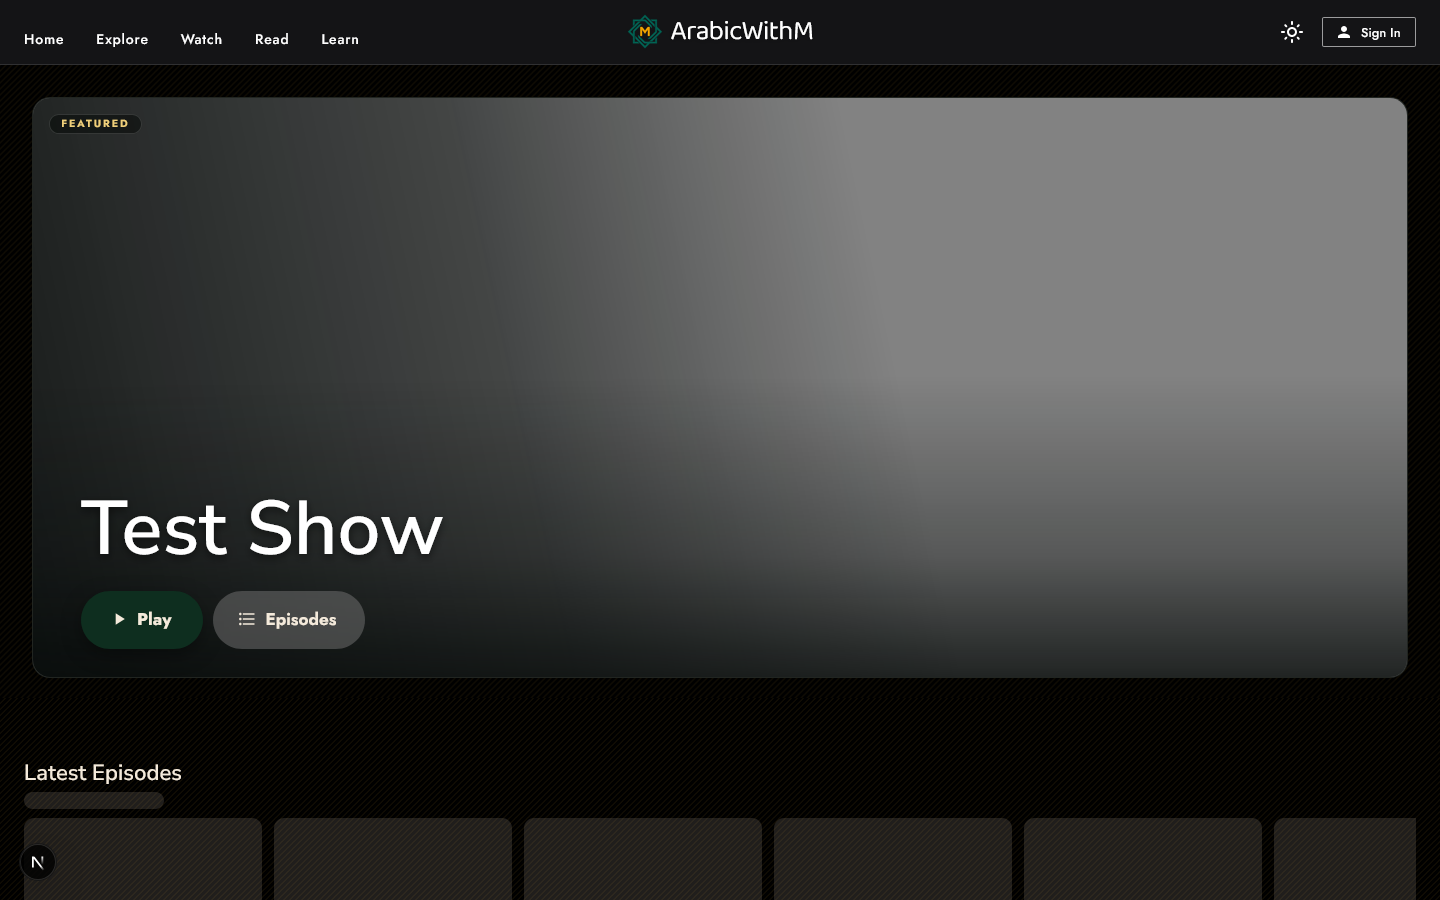 Home
Explore
Watch
Read
Learn
M
ArabicWithM
Sign In
FEATURED
Test Show
Play
Episodes
Latest Episodes
N